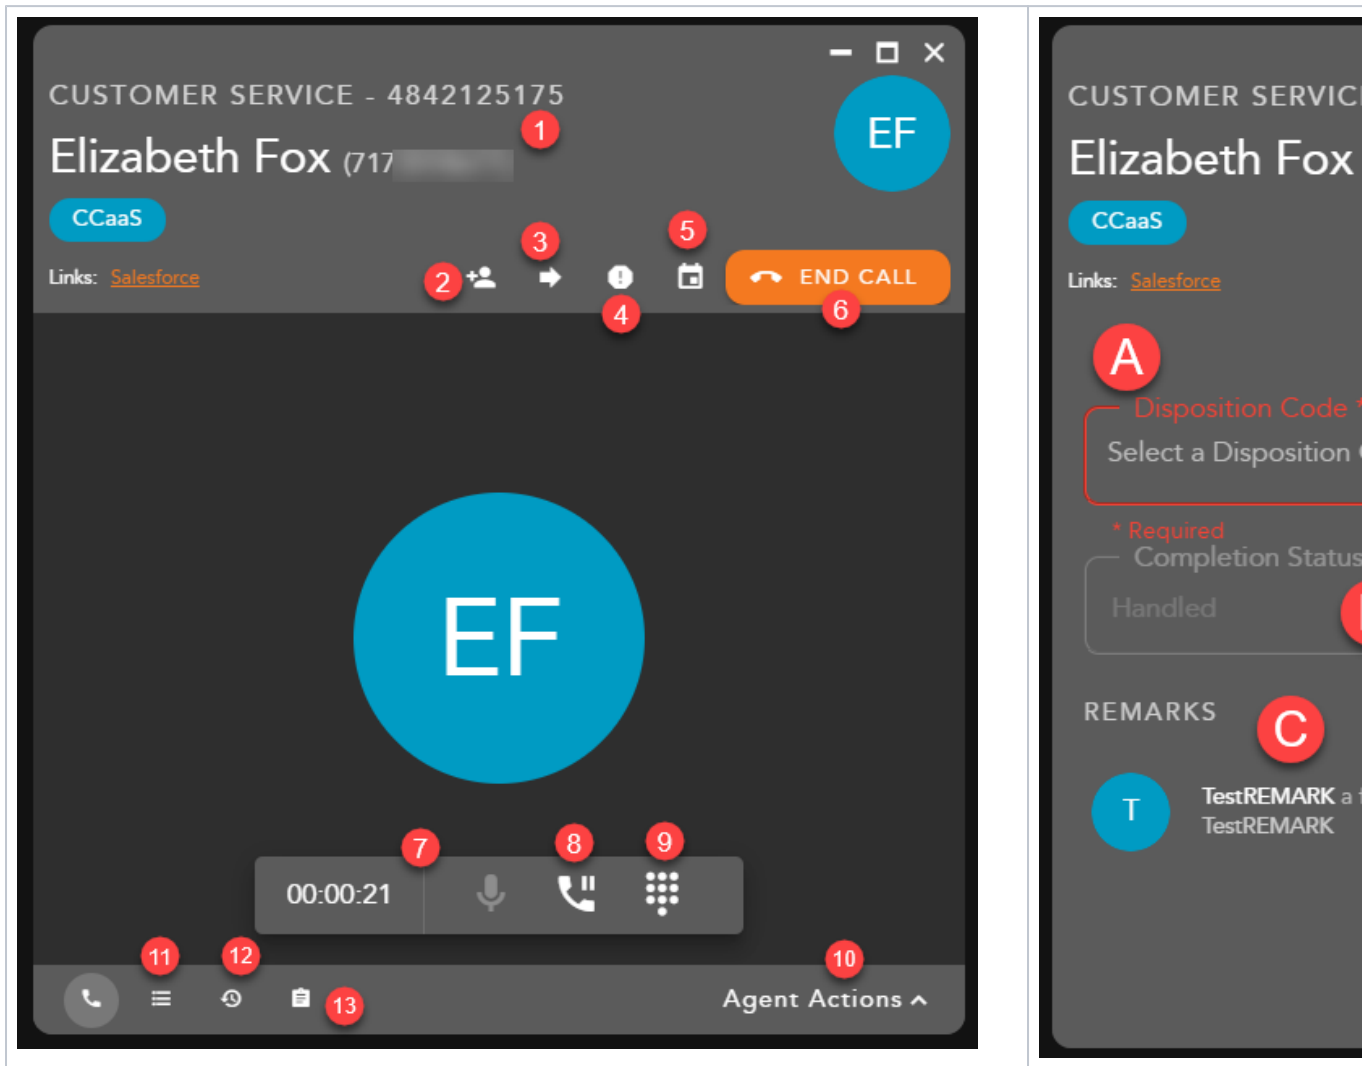 CUSTOMER SERVICE - 4842125175
1
EF
Elizabeth Fox (717
CCaaS
5
3
Links: Salesforce
2
END CALL
4
6
EF
7
8
9
00:00:21
11
12
10
13
Agent Actions
CUSTOMER SERVICE
Elizabeth Fox
CCaaS
Links: Salesforce
A
Disposition Code *
Select a Disposition
* Required
Completion Status
Handled
REMARKS
C
T
TestREMARK a
TestREMARK